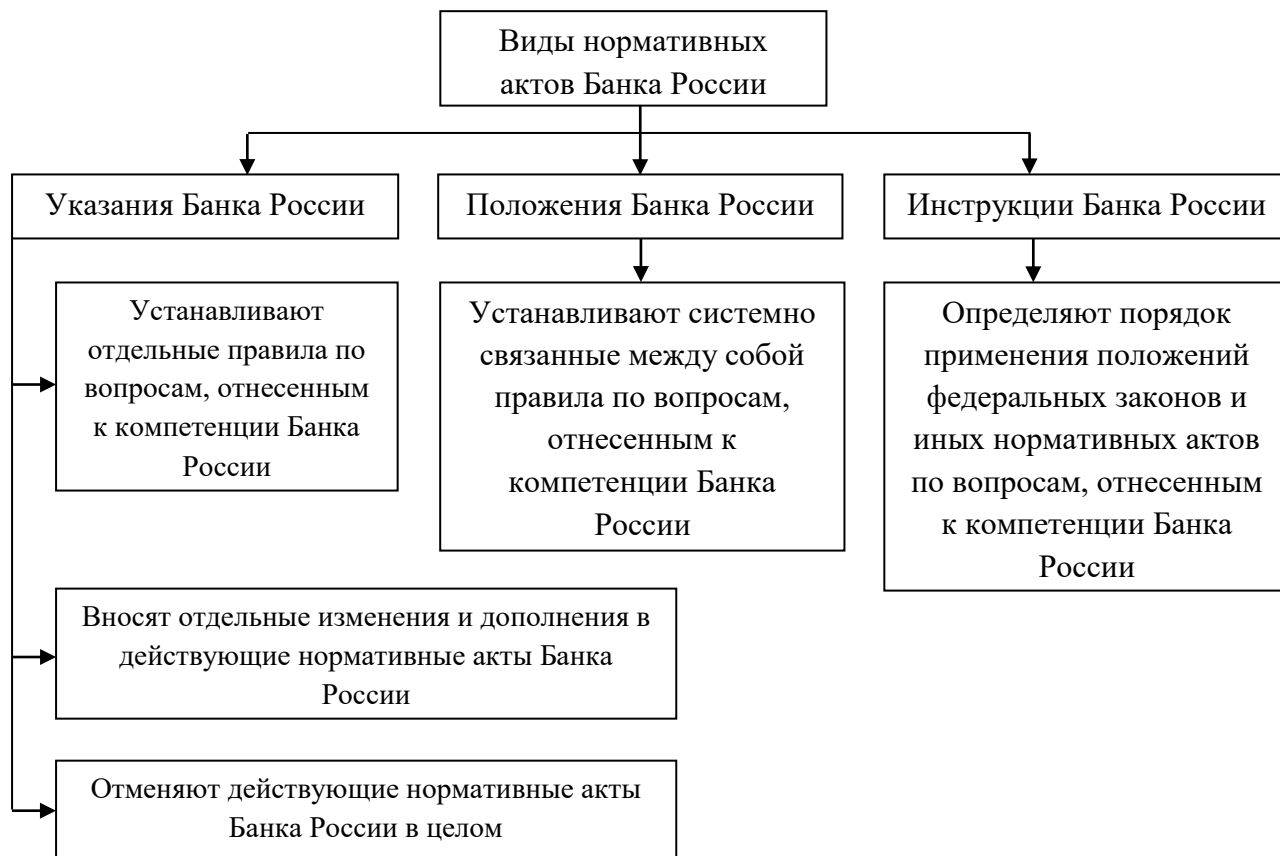 Виды нормативных
актов Банка России
Указания Банка России
Положения Банка России
Инструкции Банка России
Устанавливают
отдельные правила по
вопросам, отнесенным
к компетенции Банка
России
Устанавливают системно
связанные между собой
правила по вопросам,
отнесенным к
компетенции Банка
России
Определяют порядок
применения положений
федеральных законов и
иных нормативных актов
по вопросам, отнесенным
к компетенции Банка
России
Вносят отдельные изменения и дополнения в
действующие нормативные акты Банка
России
Отменяют действующие нормативные акты
Банка России в целом